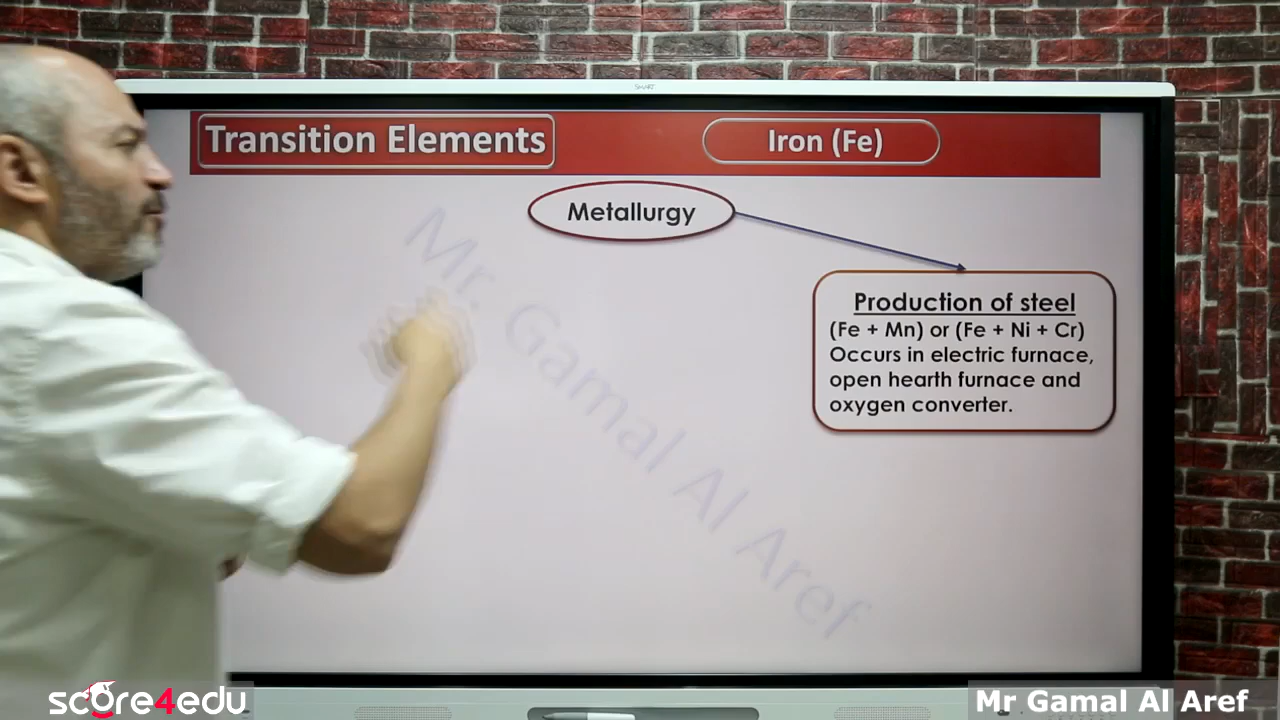 SMART
Transition Elements
Iron (Fe)
Metallurgy
Production of steel
(Fe + Mn) or (Fe + Ni + Cr)
Occurs in electric furnace,
open hearth furnace and
oxygen converter.
Mr. Gamal Al Aref
score4edu
Mr Gamal Al Aref